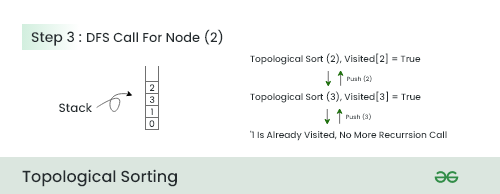 Step 3 : DFS Call For Node (2)
Topological Sort (2), Visited[2] = True
Push (2)
Topological Sort (3), Visited[3] = True
Push (3)
'1 Is Already Visited, No More Recurrsion Call
Stack
2
3
1
0
Topological Sorting